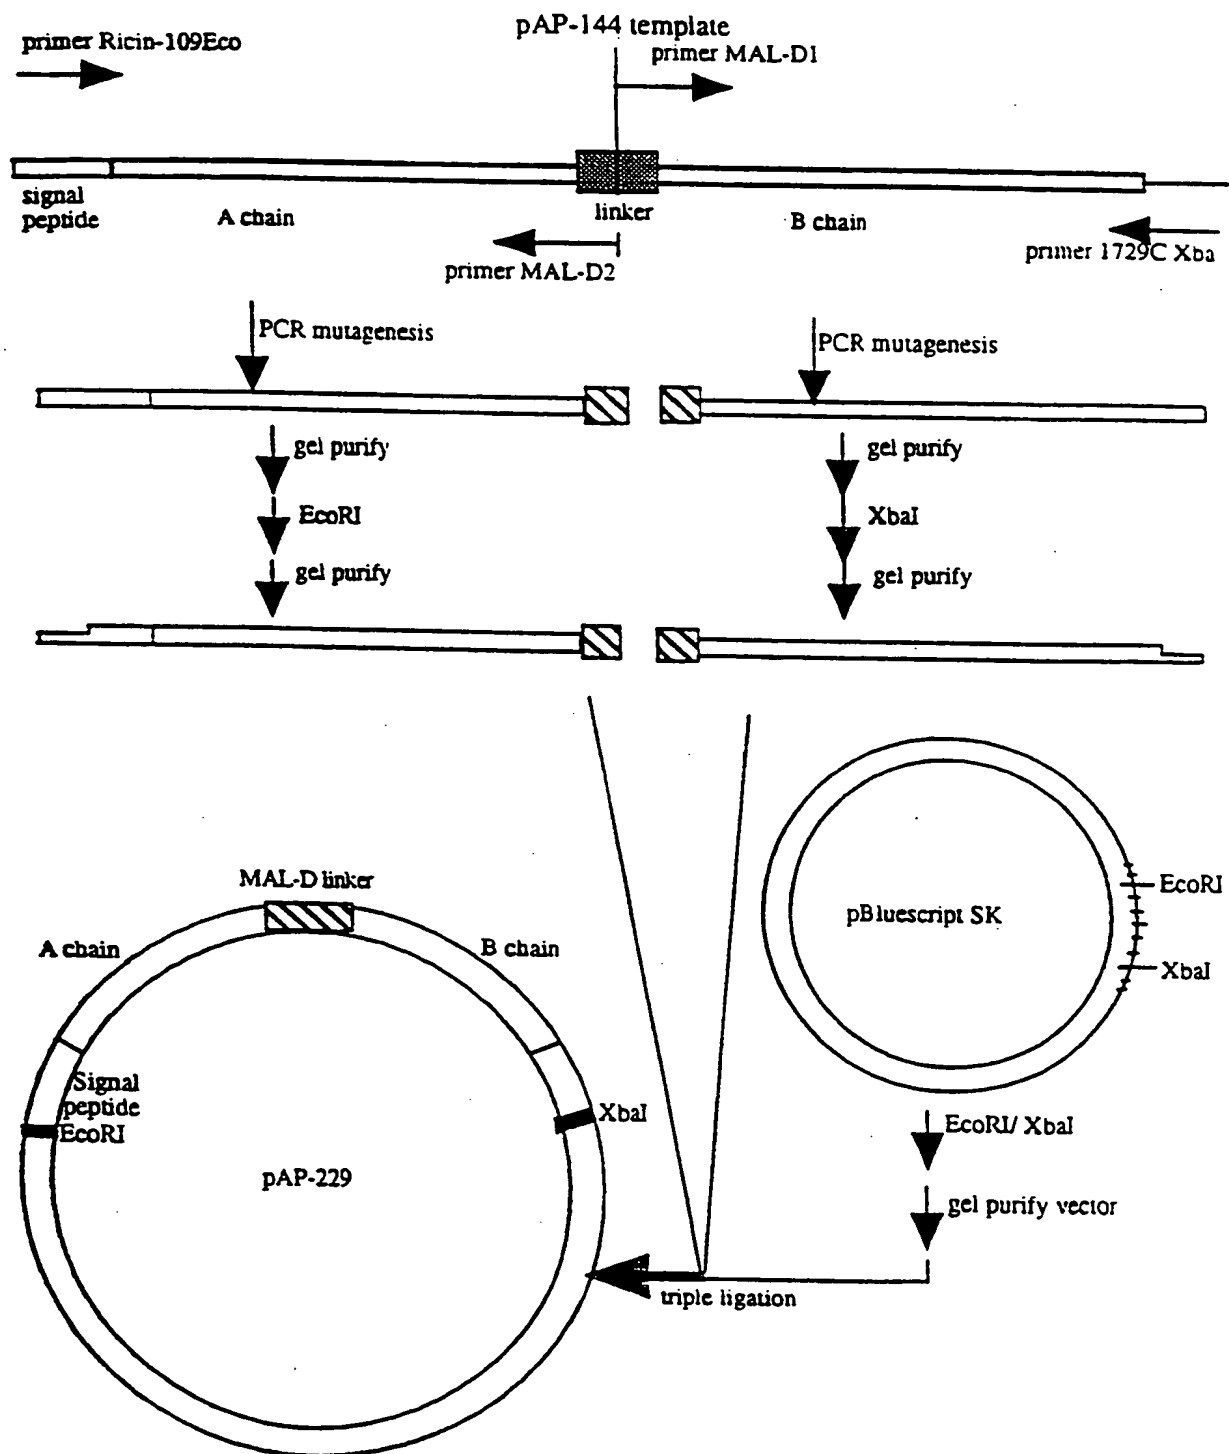 pAP-144 template
primer Ricin-109Eco
primer MAL-D1
signal
peptide
A chain
linker
B chain
primer MAL-D2
primer 1729C Xba
PCR mutagenesis
PCR mutagenesis
gel purify
gel purify
EcoRI
XbaI
gel purify
gel purify
MAL-D linker
A chain
B chain
Signal
peptide
EcoRI
XbaI
pAP-229
pBluescript SK
EcoRI
XbaI
EcoRI/ XbaI
gel purify vector
triple ligation